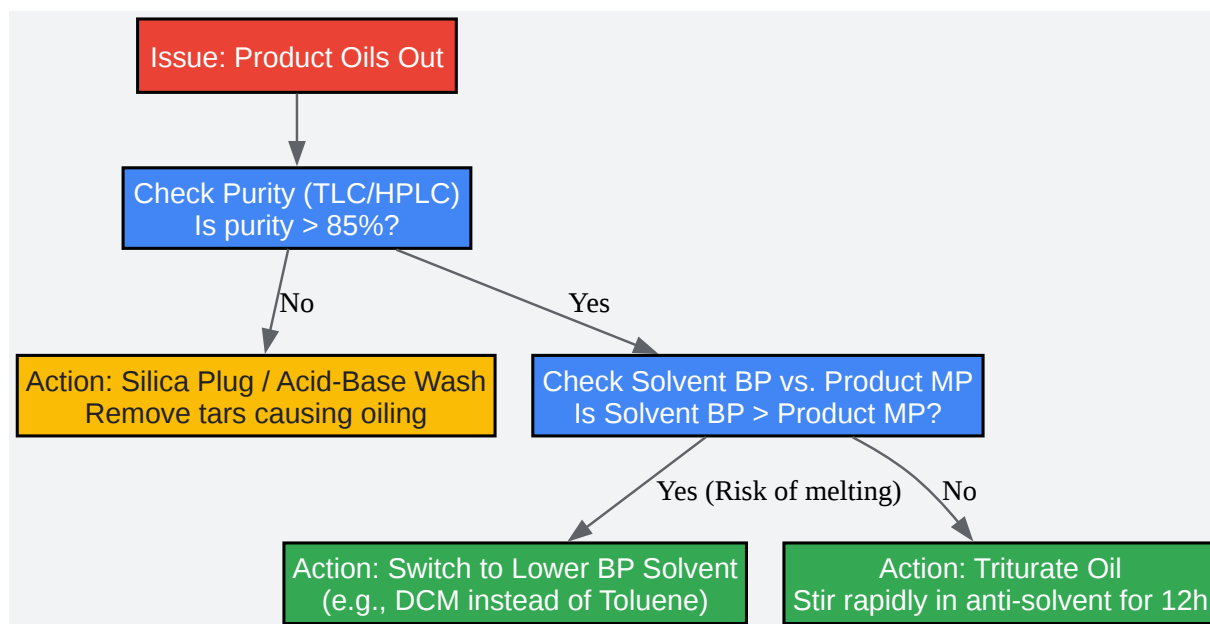 Issue: Product Oils Out
Check Purity (TLC/HPLC)
Is purity > 85%?
No
Yes
Action: Silica Plug / Acid-Base Wash
Remove tars causing oiling
Check Solvent BP vs. Product MP
Is Solvent BP > Product MP?
Yes (Risk of melting)
No
Action: Switch to Lower BP Solvent
(e.g., DCM instead of Toluene)
Action: Triturate Oil
Stir rapidly in anti-solvent for 12h